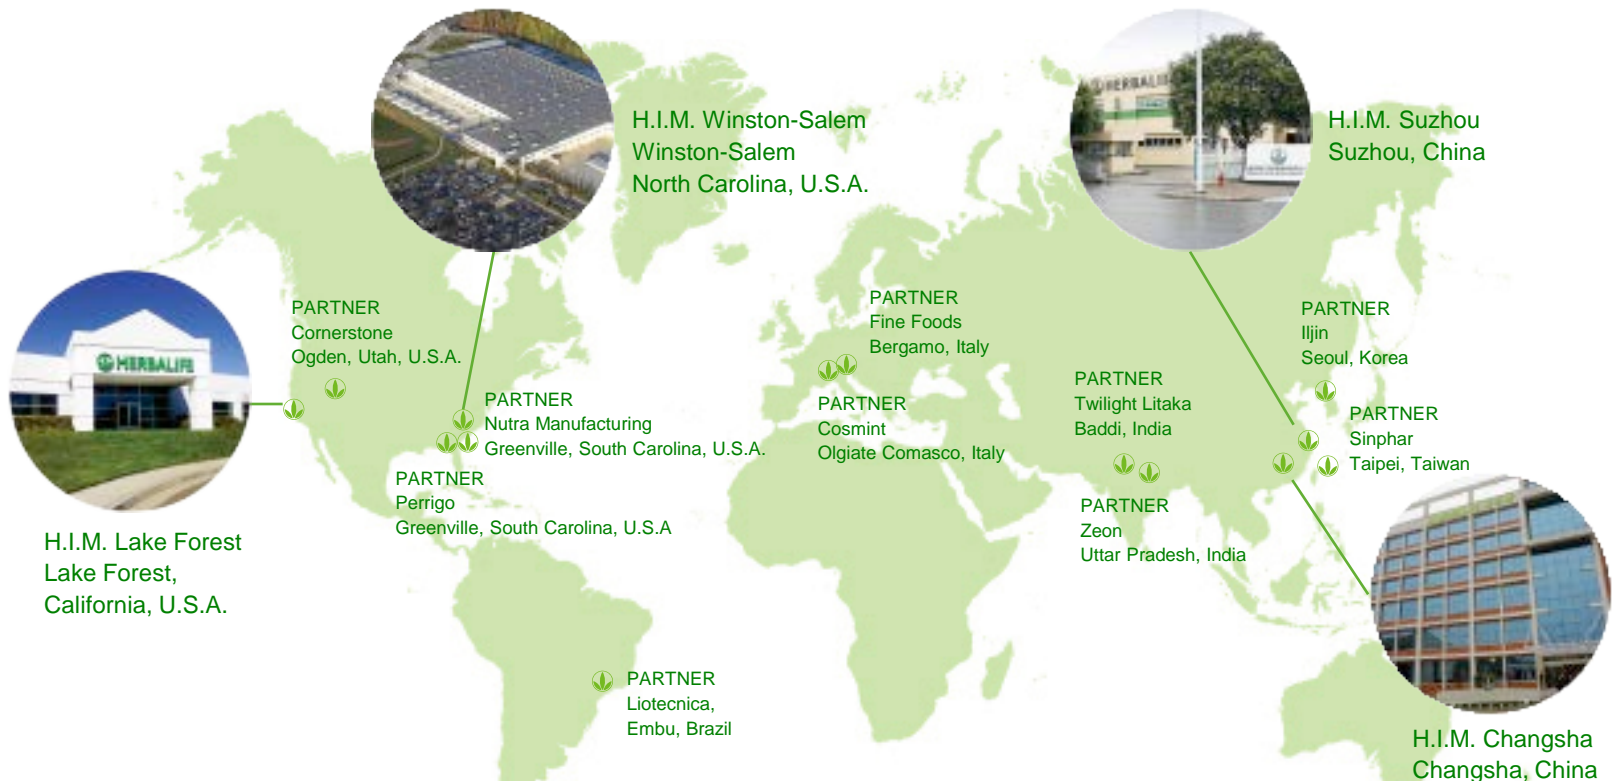 H.I.M. Winston-Salem
Winston-Salem
North Carolina, U.S.A.
HERBALIFE
H.I.M. Suzhou
Suzhou, China
HERBALIFE
H.I.M. Lake Forest
Lake Forest,
California, U.S.A.
PARTNER
Cornerstone
Ogden, Utah, U.S.A.
PARTNER
Nutra Manufacturing
Greenville, South Carolina, U.S.A.
PARTNER
Perrigo
Greenville, South Carolina, U.S.A
PARTNER
Liotecnica,
Embu, Brazil
PARTNER
Fine Foods
Bergamo, Italy
PARTNER
Cosmint
Olgiate Comasco, Italy
PARTNER
Twilight Litaka
Baddi, India
PARTNER
Zeon
Uttar Pradesh, India
PARTNER
Iljin
Seoul, Korea
PARTNER
Sinphar
Taipei, Taiwan
H.I.M. Changsha
Changsha, China